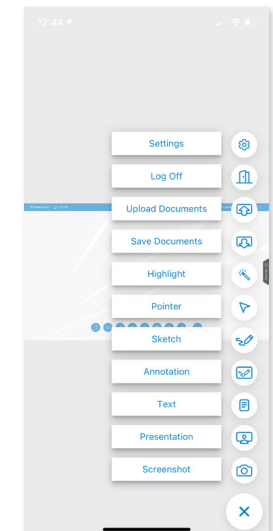 12:44
Settings
Log Off
Upload Documents
Save Documents
Highlight
Pointer
Sketch
Annotation
Text
Presentation
Screenshot